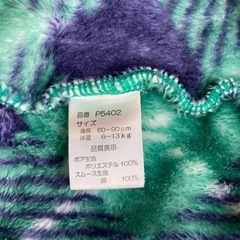 品番 P5402
サイズ
身長 60~90cm
体重 6~13kg
品質表示
ボア生地
ポリエステル 100%
スムース生地
綿 100%